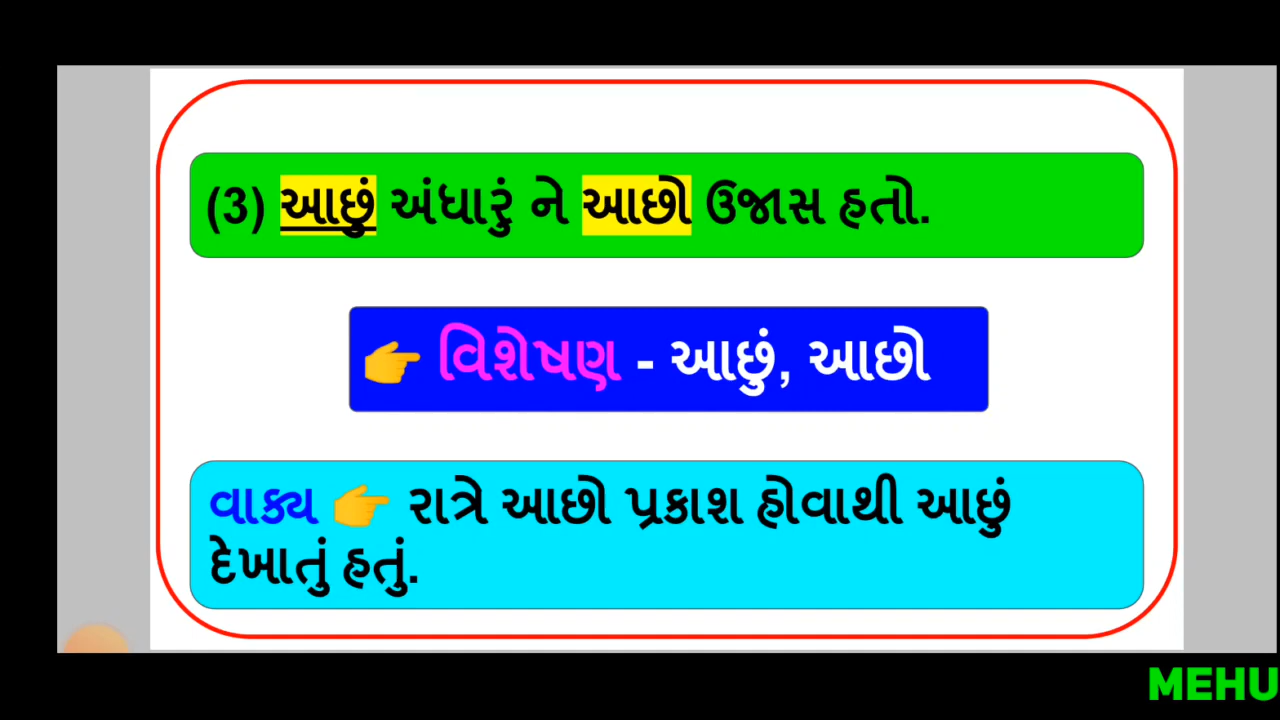 (3) આછું અંધારું ને આછો ઉજાસ હતો.
👉 વિશેષણ - આછું, આછો
વાક્ય 👉 રાત્રે આછો પ્રકાશ હોવાથી આછું
દેખાતું હતું.
MEHU